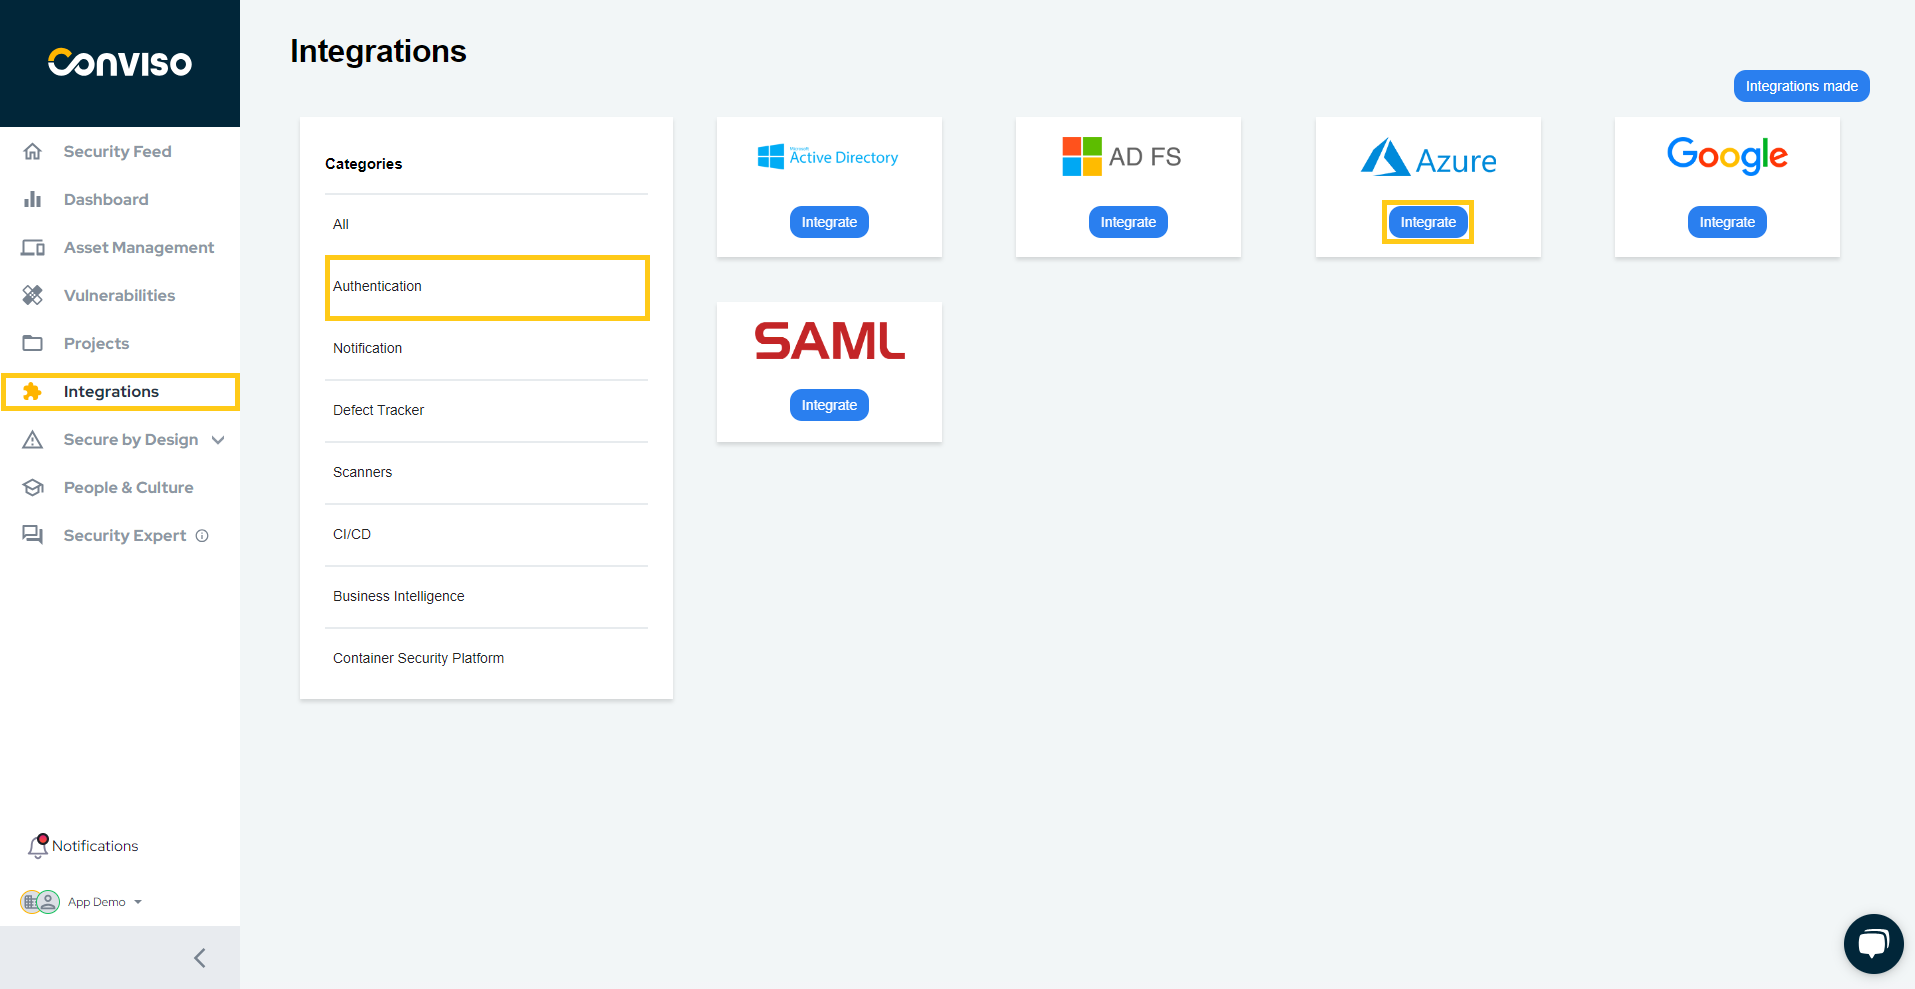 Conviso
Security Feed
Dashboard
Asset Management
Vulnerabilities
Projects
Integrations
Secure by Design
People & Culture
Security Expert
Notifications
App Demo
Integrations
Integrations made
Categories
All
Authentication
Notification
Defect Tracker
Scanners
CI/CD
Business Intelligence
Container Security Platform
Microsoft
Active Directory
Integrate
AD FS
Integrate
Azure
Integrate
Google
Integrate
SAML
Integrate